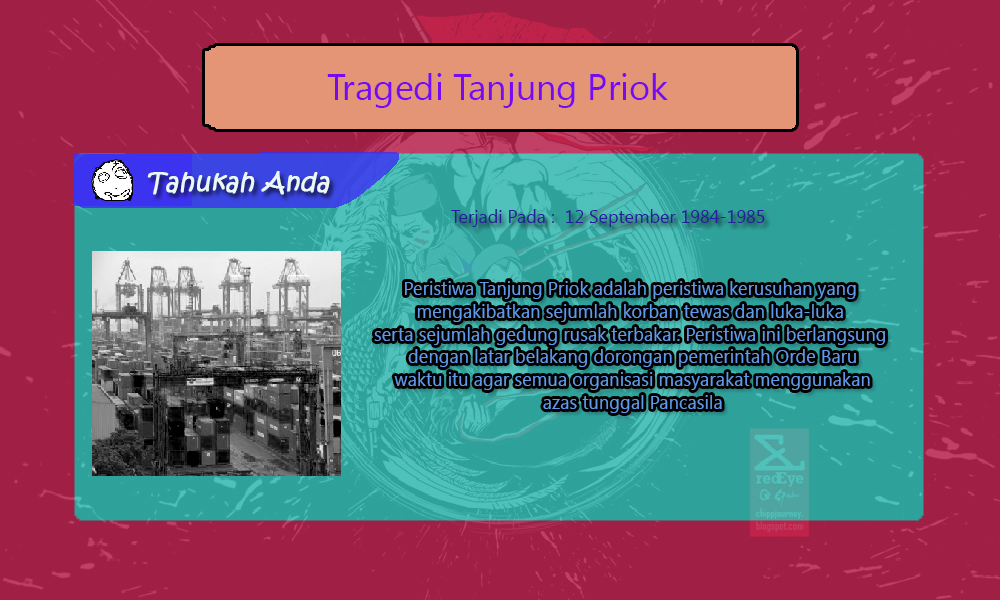 Tragedi Tanjung Priok
Tahukah Anda
Terjadi Pada : 12 September 1984-1985
Peristiwa Tanjung Priok adalah peristiwa kerusuhan yang
mengakibatkan sejumlah korban tewas dan luka-luka
serta sejumlah gedung rusak terbakar. Peristiwa ini berlangsung
dengan latar belakang dorongan pemerintah Orde Baru
waktu itu agar semua organisasi masyarakat menggunakan
azas tunggal Pancasila
redEye
chippjourney.
blogspot.com